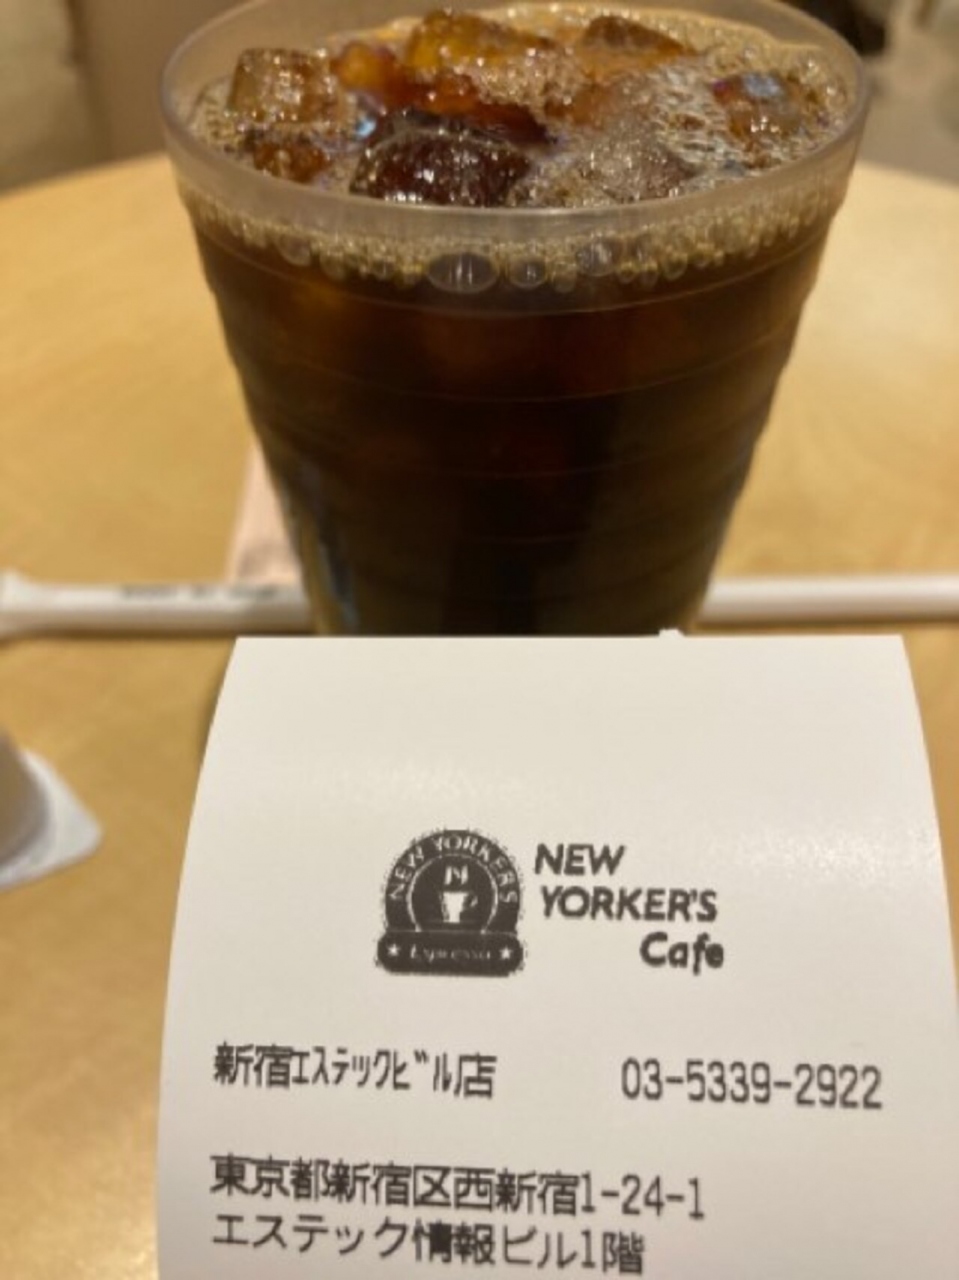 NEW YORKERS
N
Espresso
NEW
YORKER'S
Cafe
新宿エステックビル店 03-5339-2922
東京都新宿区西新宿1-24-1
エステック情報ビル1階